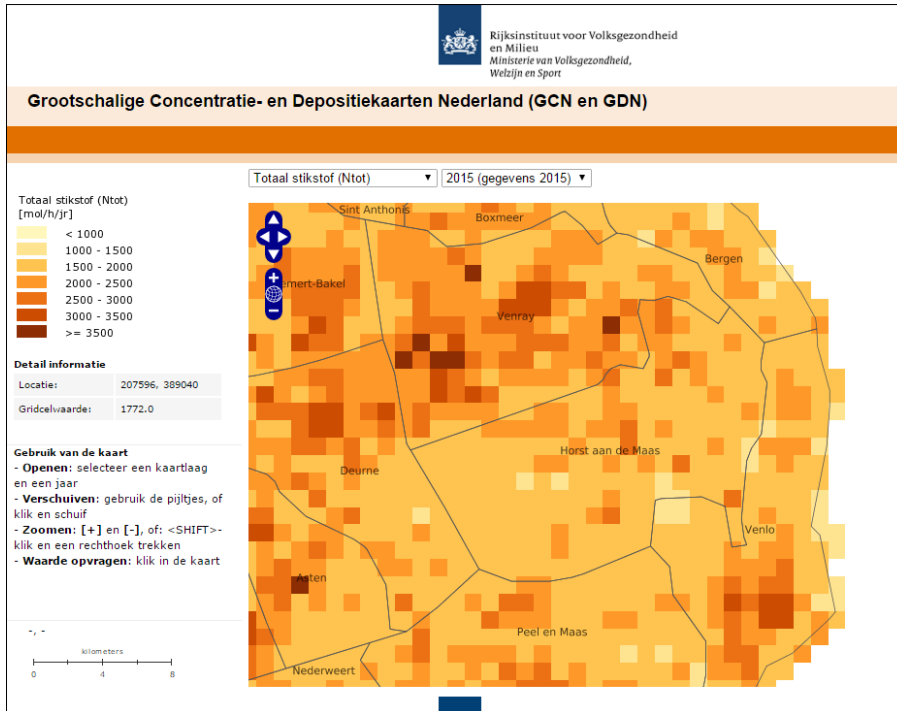 Rijksinstituut voor Volksgezondheid
en Milieu
Ministerie van Volksgezondheid,
Welzijn en Sport
Grootschalige Concentratie- en Depositiekaarten Nederland (GCN en GDN)
Totaal stikstof (Ntot)
2015 (gegevens 2015)
Totaal stikstof (Ntot)
[mol/h/jr]
< 1000
1000 - 1500
1500 - 2000
2000 - 2500
2500 - 3000
3000 - 3500
>= 3500
Detail informatie
Locatie: 207596, 389040
Gridcelwaarde: 1772.0
Gebruik van de kaart
- Openen: selecteer een kaartlaag
en een jaar
- Verschuiven: gebruik de pijltjes, of
klik en schuif
- Zoomen: [+] en [-], of: <SHIFT>-
klik en een rechthoek trekken
- Waarde opvragen: klik in de kaart
-, -
kilometers
0 4 8
Sint Anthonis
Boxmeer
Bergen
emert-Bakel
Venray
Horst aan de Maas
Deurne
Venlo
Asten
Peel en Maas
Nederweert